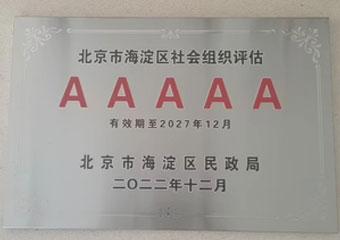 北京市海淀区社会组织评估
AAAAA
有效期至2027年12月
北京市海淀区民政局
二〇二二年十二月